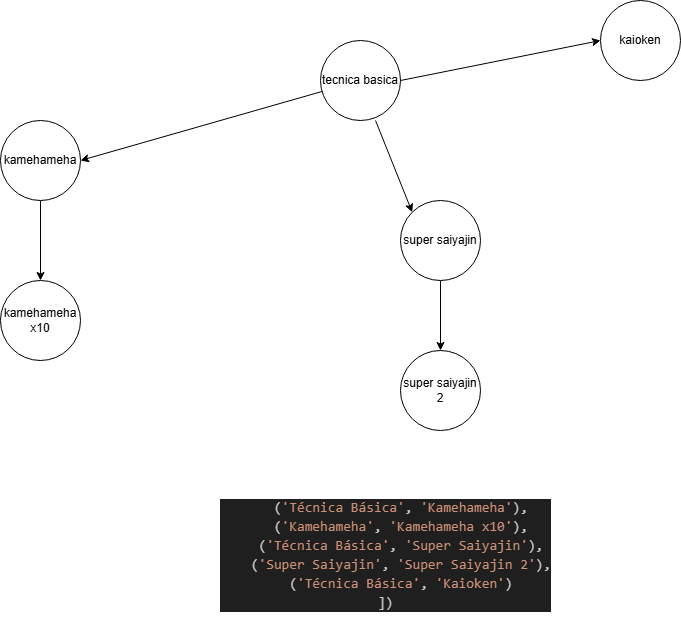 kaioken
tecnica basica
kamehameha
super saiyajin
kamehameha
x10
super saiyajin
2
('Técnica Básica', 'Kamehameha'),
('Kamehameha', 'Kamehameha x10'),
('Técnica Básica', 'Super Saiyajin'),
('Super Saiyajin', 'Super Saiyajin 2'),
('Técnica Básica', 'Kaioken')
])